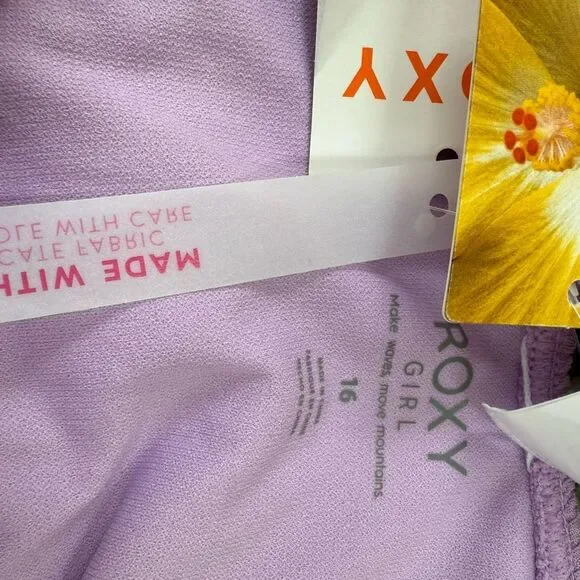 OXY
MADE WITH
CATE FABRIC
DLE WITH CARE
ROXY
GIRL
Make waves, move mountains
16